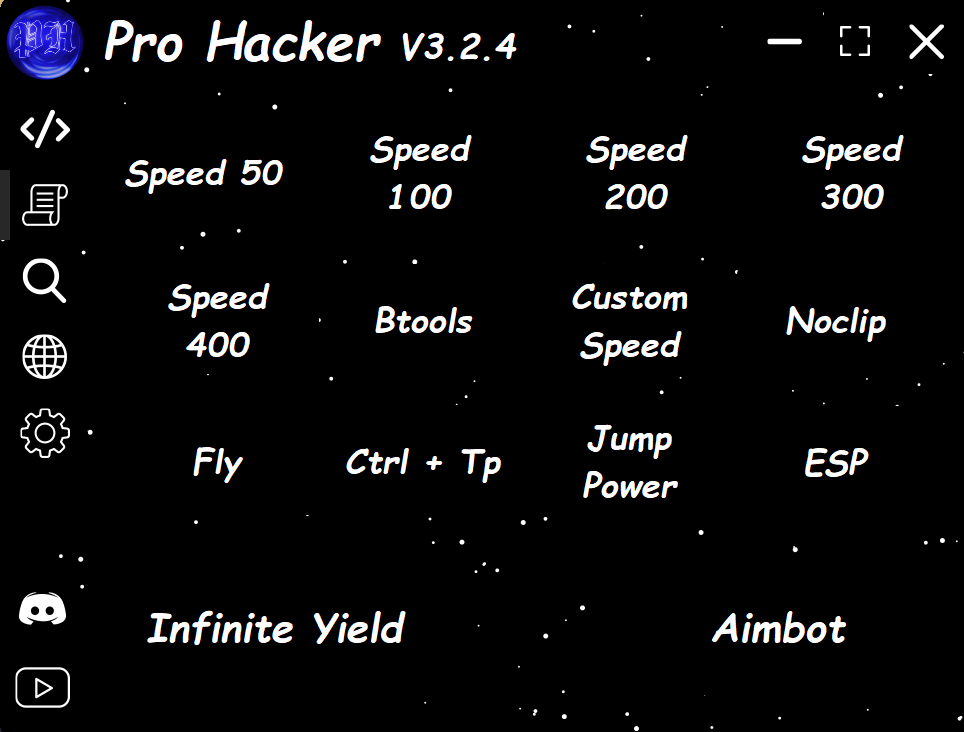 PH
Pro Hacker V3.2.4
Speed 50
Speed
100
Speed
200
Speed
300
Speed
400
Btools
Custom
Speed
Noclip
Fly
Ctrl + Tp
Jump
Power
ESP
Infinite Yield
Aimbot